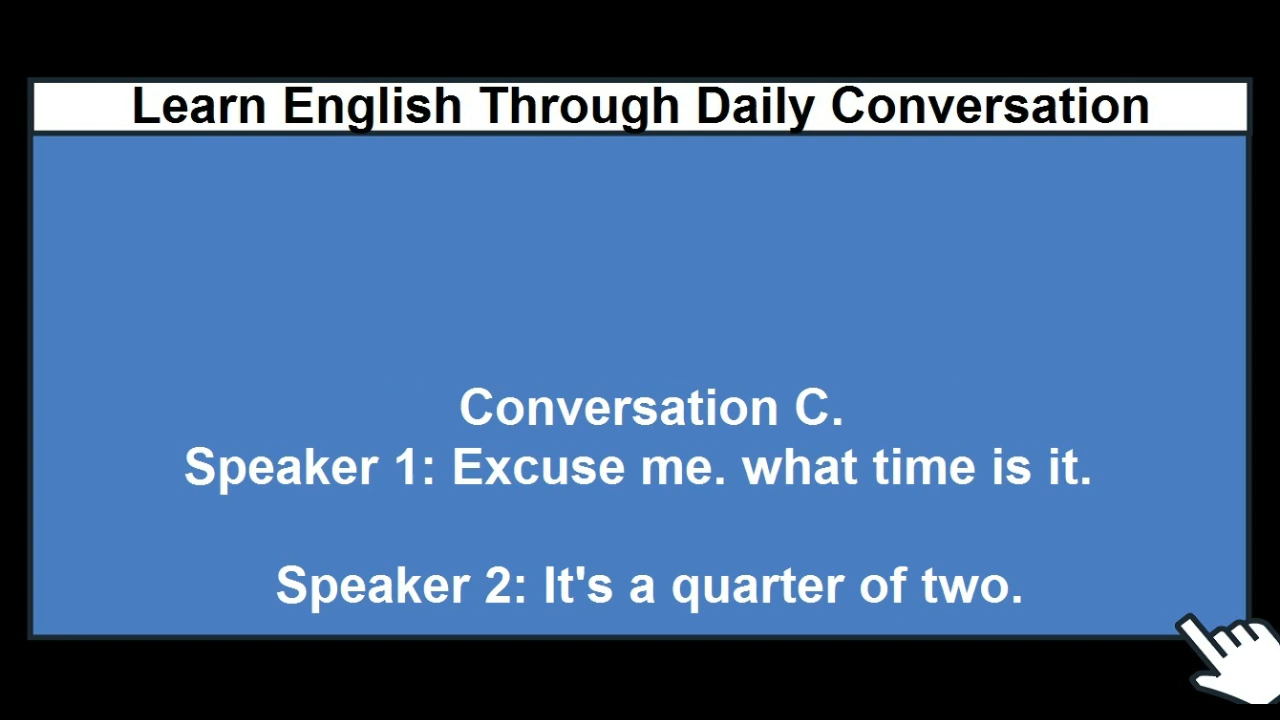 Learn English Through Daily Conversation
Conversation C.
Speaker 1: Excuse me. what time is it.
Speaker 2: It's a quarter of two.